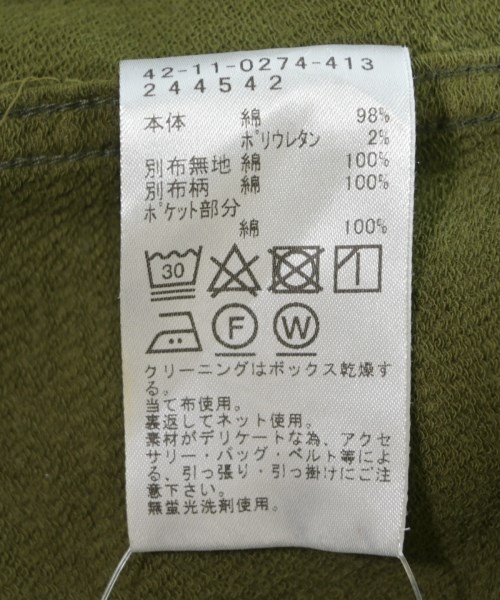 42-11-0274-413
244542
本体 綿 98%
ポリウレタン 2%
別布無地 綿 100%
別布柄 綿 100%
ポケット部分
綿 100%
30
F W
クリーニングはボックス乾燥す
る。
当て布使用。
裏返してネット使用。
素材がデリケートな為、アクセ
サリー・バッグ・ベルト等によ
る、引っ張り・引っ掛けにご注
意下さい。
無蛍光洗剤使用。